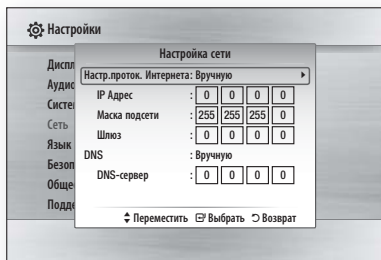 Настройки
Настройка сети
Диспл
Аудио
Систе
Сеть
Язык
Безоп
Обще
Подде
Настр.проток. Интернета: Вручную
IP Адрес : 0 0 0 0
Маска подсети : 255 255 255 0
Шлюз : 0 0 0 0
DNS : Вручную
DNS-сервер : 0 0 0 0
Переместить Выбрать Возврат